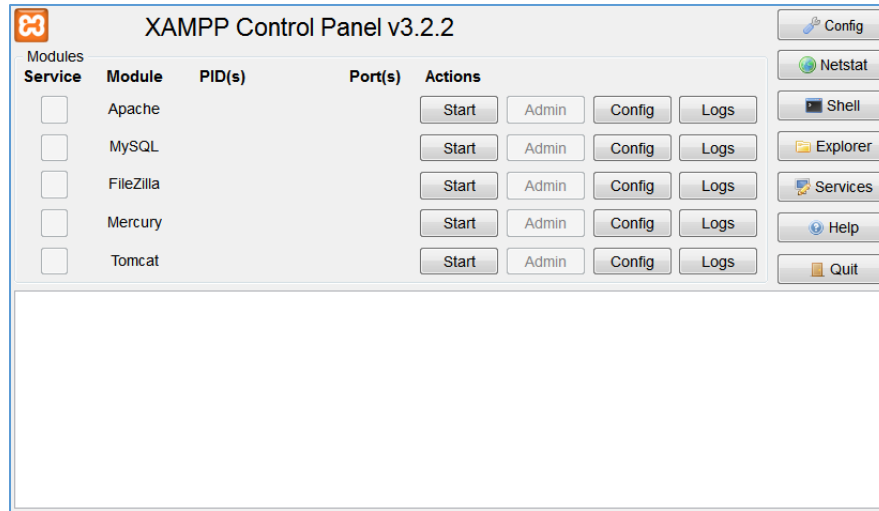 XAMPP Control Panel v3.2.2
Config
Modules
Netstat
Service Module PID(s) Port(s) Actions
Apache Start Admin Config Logs
Shell
MySQL Start Admin Config Logs
Explorer
FileZilla Start Admin Config Logs
Services
Mercury Start Admin Config Logs
Help
Tomcat Start Admin Config Logs
Quit